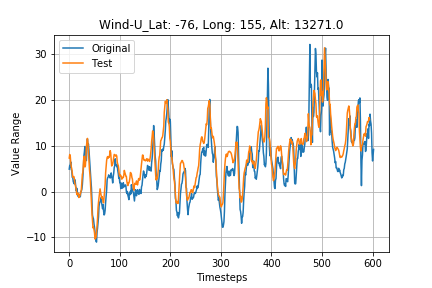 Wind-U_Lat: -76, Long: 155, Alt: 13271.0
Original
Test
Value Range
30
20
10
0
−10
0 100 200 300 400 500 600
Timesteps